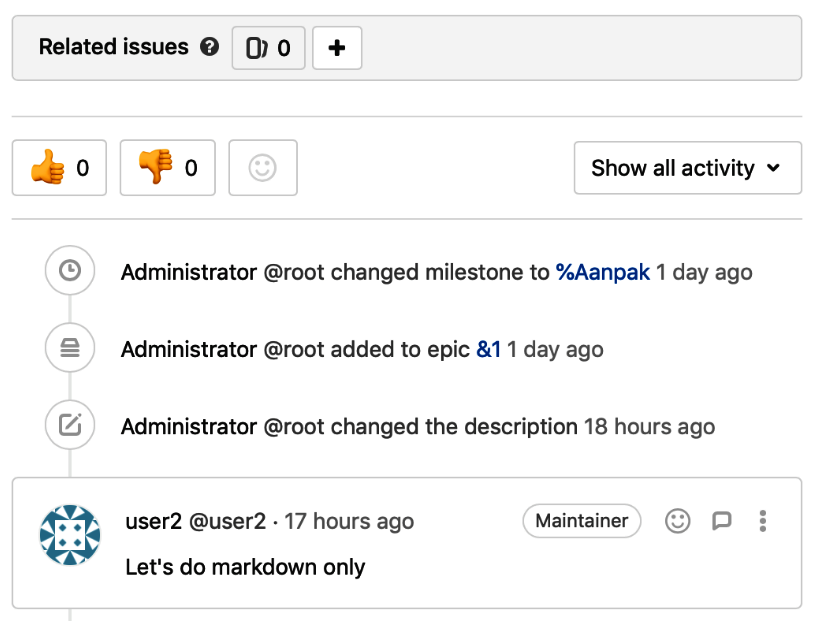 Related issues ? 0 +
0 0 Show all activity
Administrator @root changed milestone to %Aanpak 1 day ago
Administrator @root added to epic &1 1 day ago
Administrator @root changed the description 18 hours ago
user2 @user2 · 17 hours ago Maintainer
Let's do markdown only